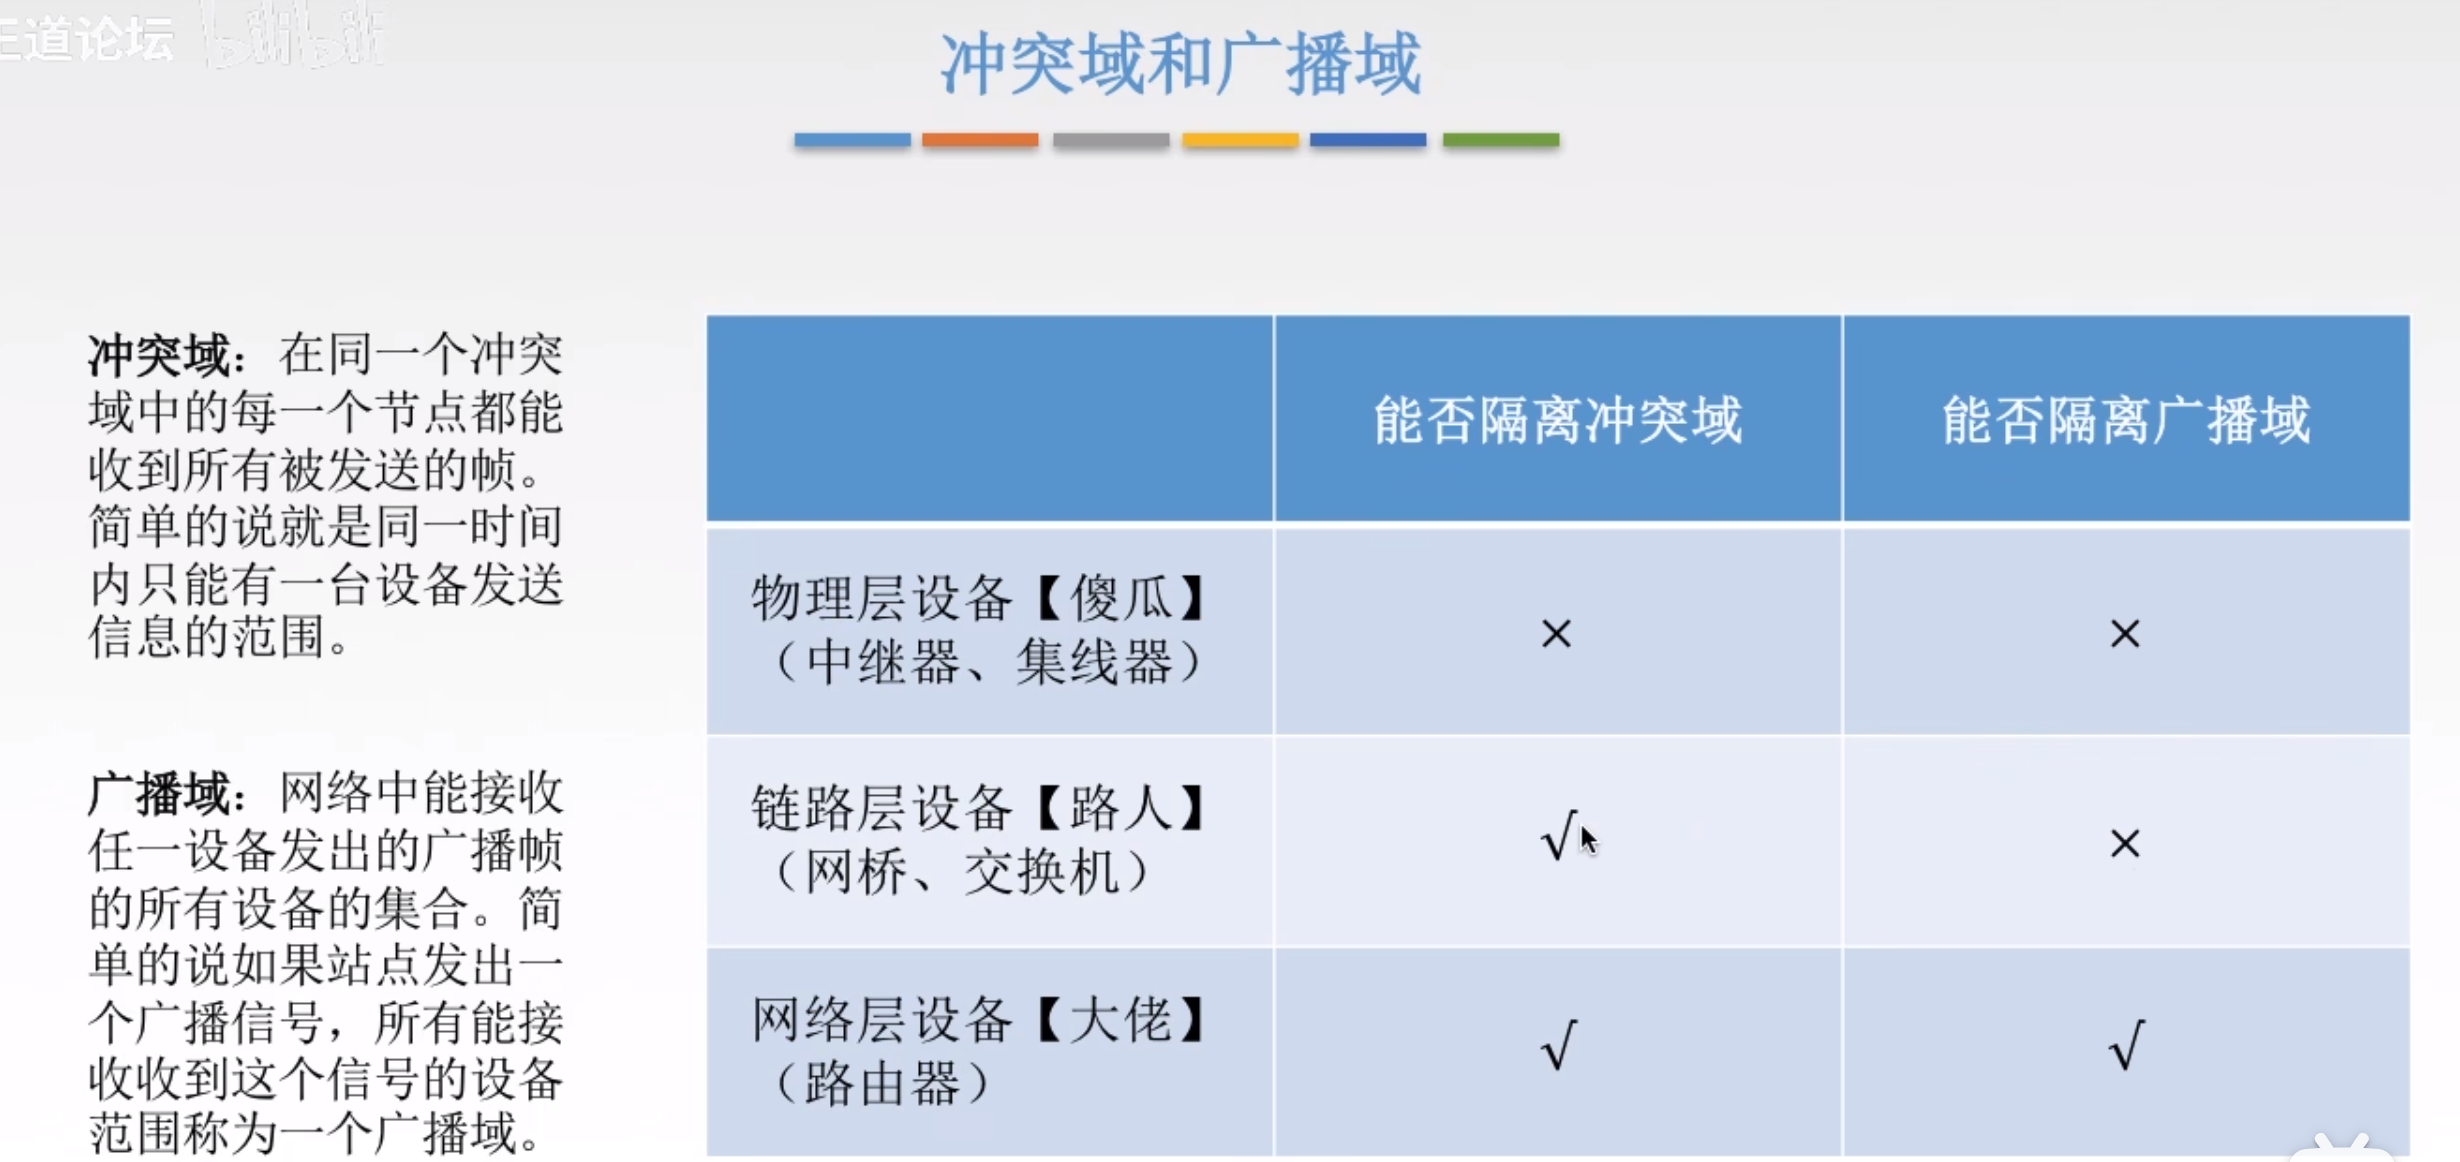 王道论坛 bilibili
冲突域和广播域
冲突域：在同一个冲突
域中的每一个节点都能
收到所有被发送的帧。
简单的说就是同一时间
内只能有一台设备发送
信息的范围。
广播域：网络中能接收
任一设备发出的广播帧
的所有设备的集合。简
单的说如果站点发出一
个广播信号，所有能接
收收到这个信号的设备
范围称为一个广播域。
能否隔离冲突域 能否隔离广播域
物理层设备【傻瓜】
（中继器、集线器）
× ×
链路层设备【路人】
（网桥、交换机）
√ ×
网络层设备【大佬】
（路由器）
√ √